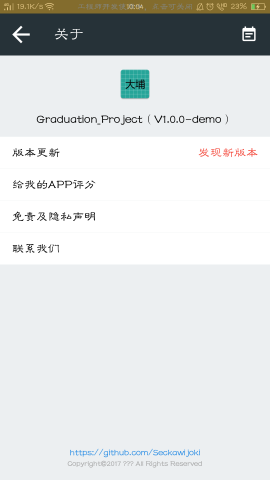 19.1K/s 10:04 23%
关于
大埔
Graduation_Project（V1.0.0-demo）
版本更新 发现新版本
给我的APP评分
免责及隐私声明
联系我们
https://github.com/Seckawijoki
Copyright©2017 ??? All Rights Reserved